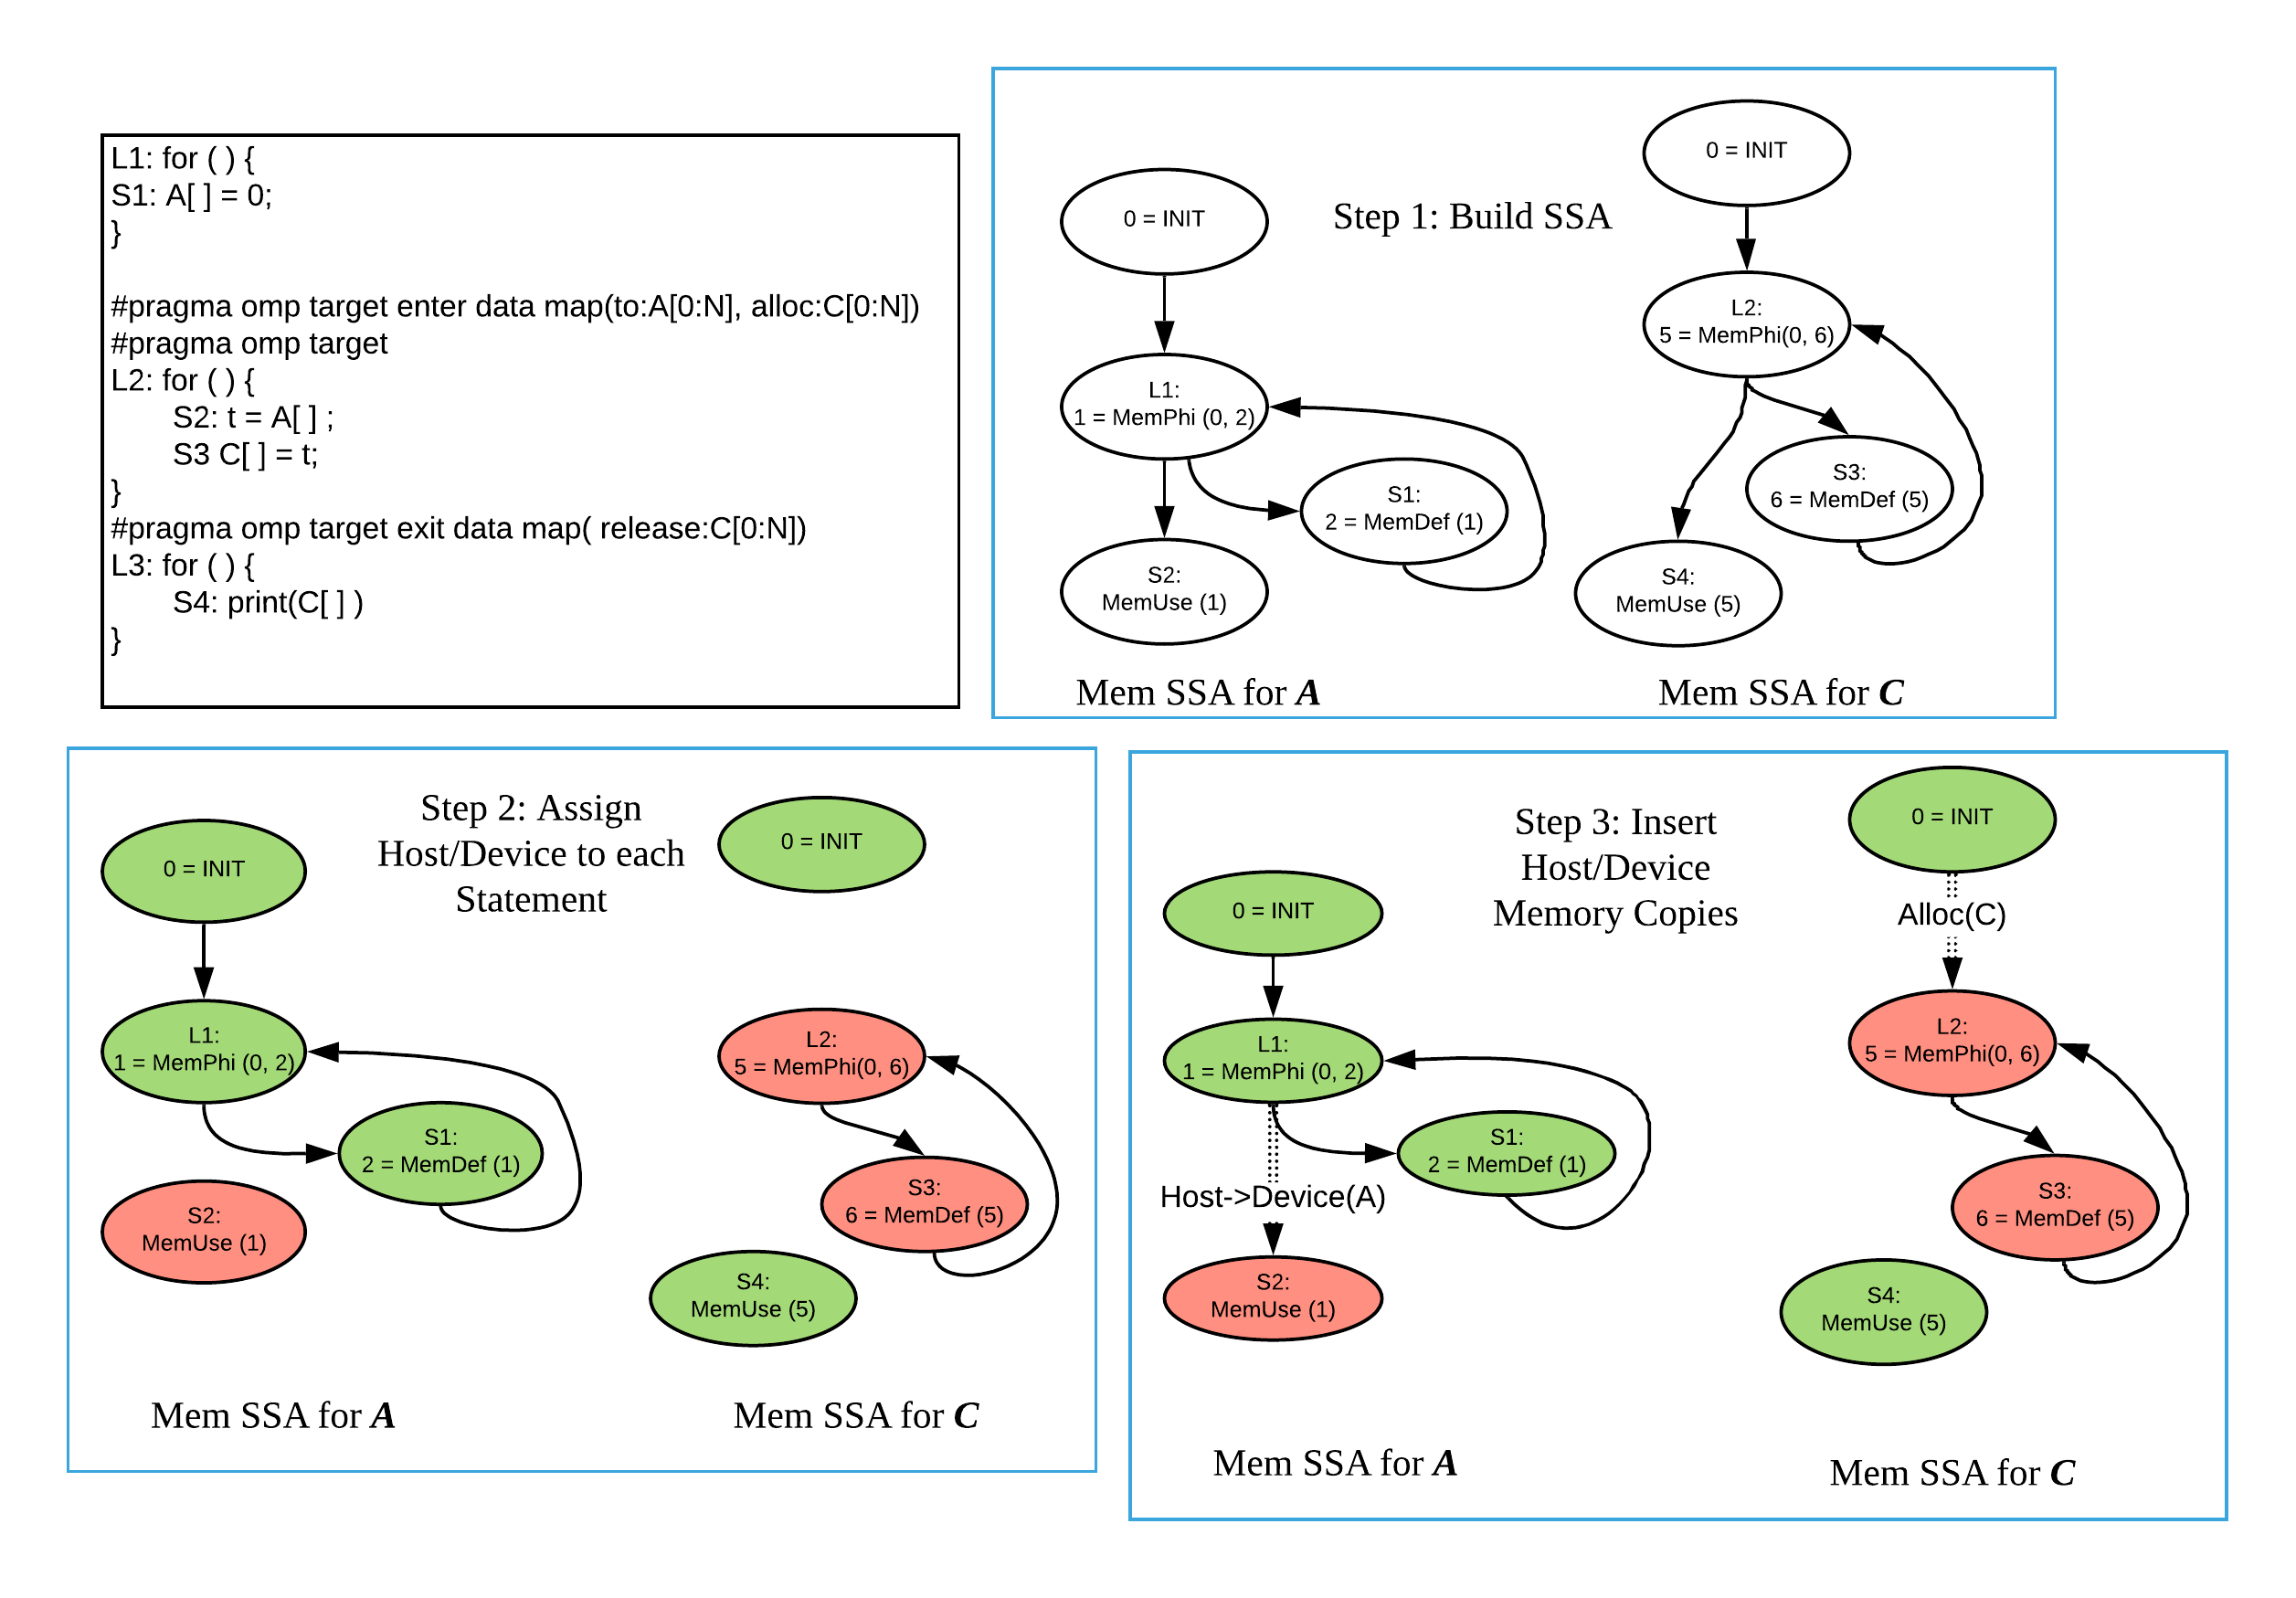 L1: for ( ) {
S1: A[ ] = 0;
}
#pragma omp target enter data map(to:A[0:N], alloc:C[0:N])
#pragma omp target
L2: for ( ) {
S2: t = A[ ] ;
S3 C[ ] = t;
}
#pragma omp target exit data map( release:C[0:N])
L3: for ( ) {
S4: print(C[ ] )
}
Step 1: Build SSA
0 = INIT
L1:
1 = MemPhi (0, 2)
S1:
2 = MemDef (1)
S2:
MemUse (1)
Mem SSA for A
0 = INIT
L2:
5 = MemPhi(0, 6)
S3:
6 = MemDef (5)
S4:
MemUse (5)
Mem SSA for C
Step 2: Assign
Host/Device to each
Statement
0 = INIT
L1:
1 = MemPhi (0, 2)
S1:
2 = MemDef (1)
S2:
MemUse (1)
Mem SSA for A
0 = INIT
L2:
5 = MemPhi(0, 6)
S3:
6 = MemDef (5)
S4:
MemUse (5)
Mem SSA for C
Step 3: Insert
Host/Device
Memory Copies
0 = INIT
L1:
1 = MemPhi (0, 2)
S1:
2 = MemDef (1)
Host->Device(A)
S2:
MemUse (1)
Mem SSA for A
0 = INIT
Alloc(C)
L2:
5 = MemPhi(0, 6)
S3:
6 = MemDef (5)
S4:
MemUse (5)
Mem SSA for C